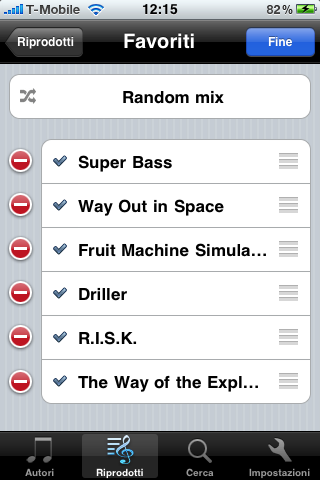 T-Mobile 12:15 82%
Riprodotti Favoriti Fine
Random mix
Super Bass
Way Out in Space
Fruit Machine Simula...
Driller
R.I.S.K.
The Way of the Expl...
Autori Riprodotti Cerca Impostazioni